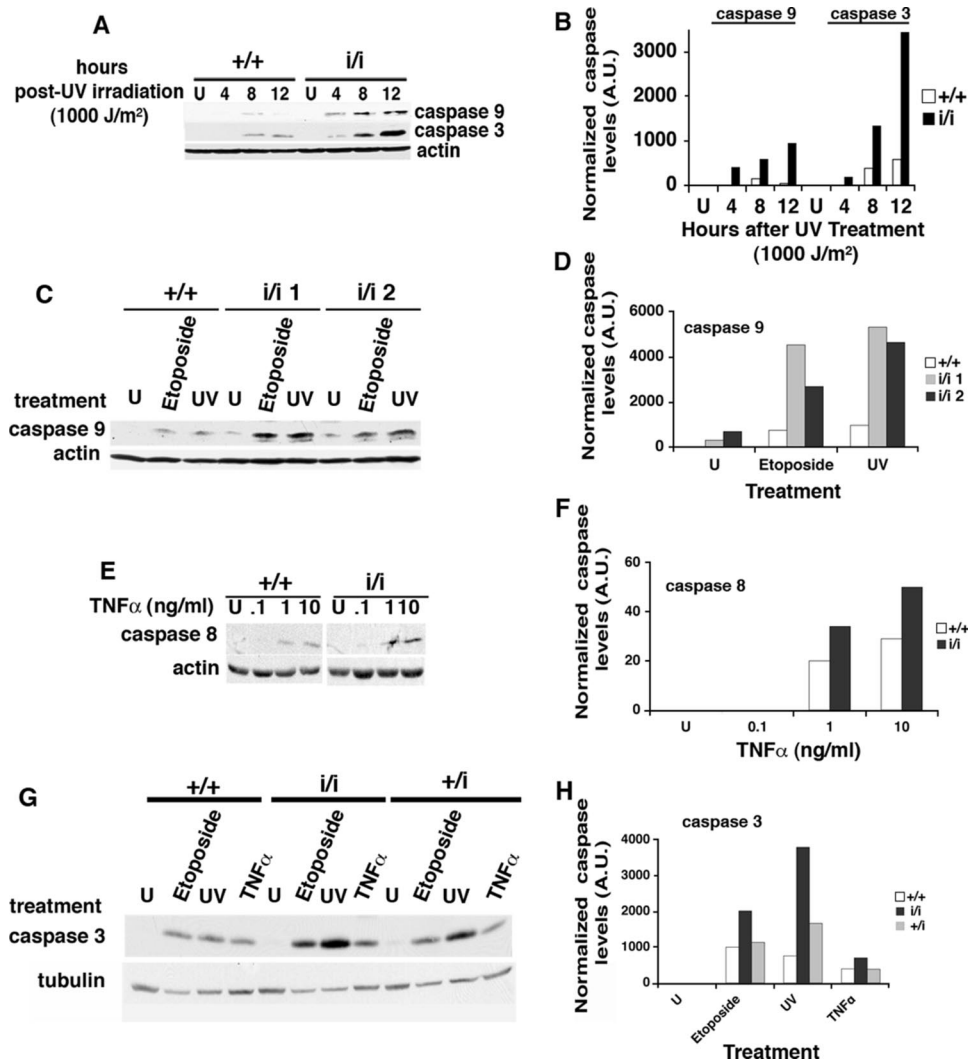 A
hours
post-UV irradiation
(1000 J/m²)
+/+ i/i
U 4 8 12 U 4 8 12
caspase 9
caspase 3
actin
B
caspase 9 caspase 3
Normalized caspase
levels (A.U.)
3000
2000
1000
0
+/+
i/i
U 4 8 12 U 4 8 12
Hours after UV Treatment
(1000 J/m²)
C
+/+ i/i 1 i/i 2
treatment U Etoposide UV U Etoposide UV U Etoposide UV
caspase 9
actin
D
Normalized caspase
levels (A.U.)
6000
4000
2000
0
caspase 9
+/+
i/i 1
i/i 2
U Etoposide UV
Treatment
E
+/+ i/i
TNFα (ng/ml) U .1 1 10 U .1 1 10
caspase 8
actin
F
Normalized caspase
levels (A.U.)
60
40
20
0
caspase 8
+/+
i/i
U 0.1 1 10
TNFα (ng/ml)
G
+/+ i/i +/i
treatment U Etoposide UV TNFα U Etoposide UV TNFα U Etoposide UV TNFα
caspase 3
tubulin
H
Normalized caspase
levels (A.U.)
4000
3000
2000
1000
0
caspase 3
+/+
i/i
+/i
U Etoposide UV TNFα
Treatment